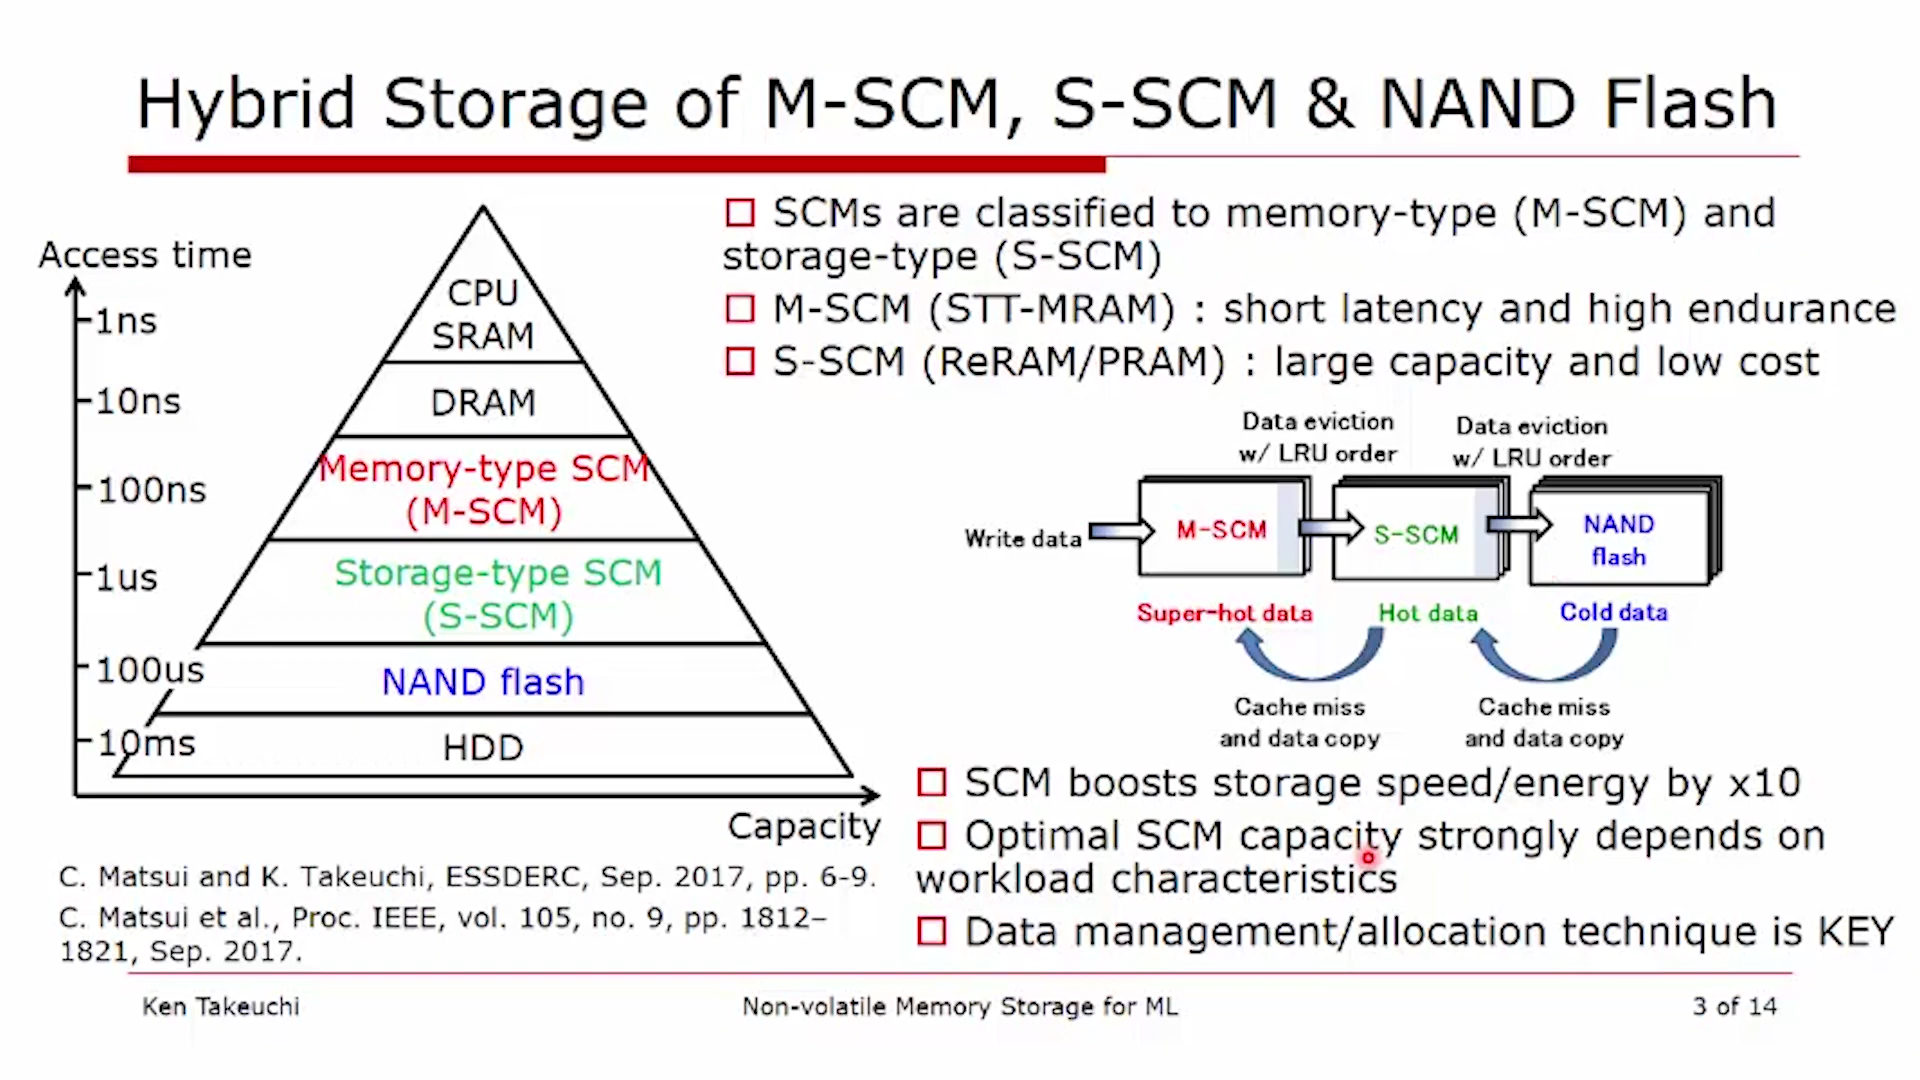 Hybrid Storage of M-SCM, S-SCM & NAND Flash
Access time
1ns
10ns
100ns
1us
100us
10ms
CPU
SRAM
DRAM
Memory-type SCM
(M-SCM)
Storage-type SCM
(S-SCM)
NAND flash
HDD
Capacity
C. Matsui and K. Takeuchi, ESSDERC, Sep. 2017, pp. 6-9.
C. Matsui et al., Proc. IEEE, vol. 105, no. 9, pp. 1812–
1821, Sep. 2017.
SCMs are classified to memory-type (M-SCM) and
storage-type (S-SCM)
M-SCM (STT-MRAM) : short latency and high endurance
S-SCM (ReRAM/PRAM) : large capacity and low cost
Data eviction
w/ LRU order
Data eviction
w/ LRU order
Write data
M-SCM
S-SCM
NAND
flash
Super-hot data
Hot data
Cold data
Cache miss
and data copy
Cache miss
and data copy
SCM boosts storage speed/energy by x10
Optimal SCM capacity strongly depends on
workload characteristics
Data management/allocation technique is KEY
Ken Takeuchi
Non-volatile Memory Storage for ML
3 of 14